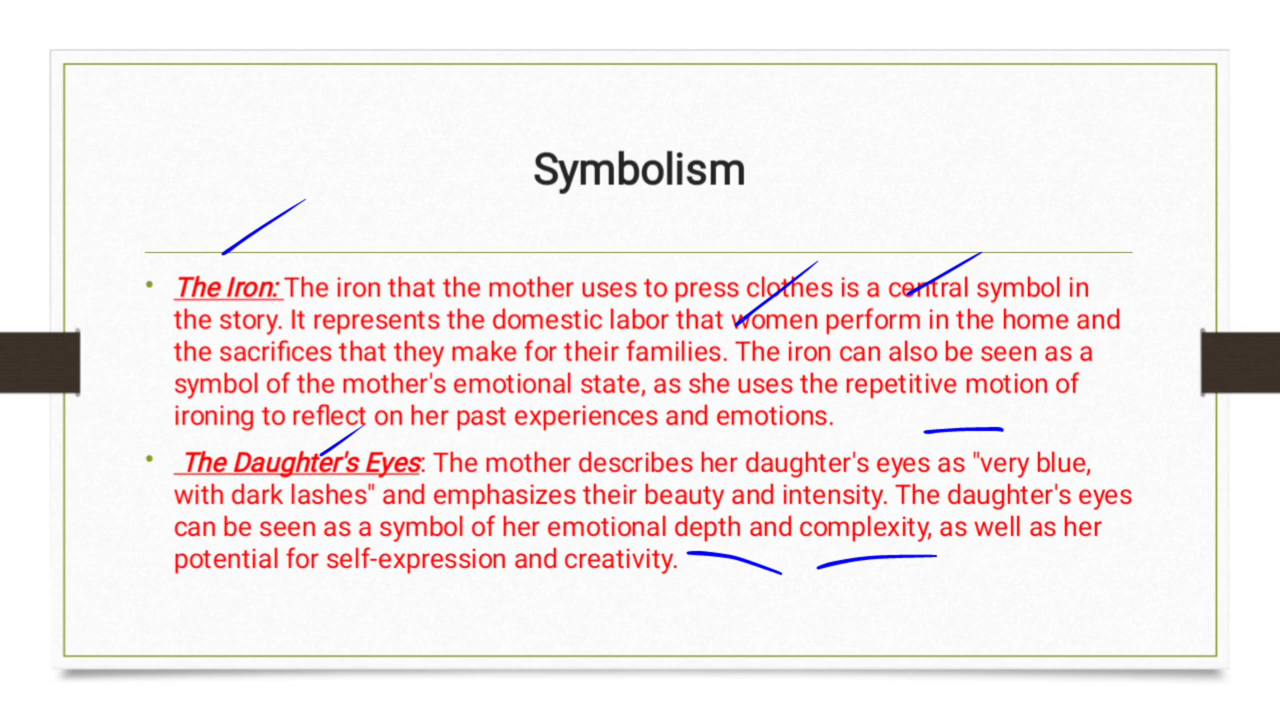 Symbolism
• The Iron: The iron that the mother uses to press clothes is a central symbol in
the story. It represents the domestic labor that women perform in the home and
the sacrifices that they make for their families. The iron can also be seen as a
symbol of the mother's emotional state, as she uses the repetitive motion of
ironing to reflect on her past experiences and emotions.
• The Daughter's Eyes: The mother describes her daughter's eyes as "very blue,
with dark lashes" and emphasizes their beauty and intensity. The daughter's eyes
can be seen as a symbol of her emotional depth and complexity, as well as her
potential for self-expression and creativity.